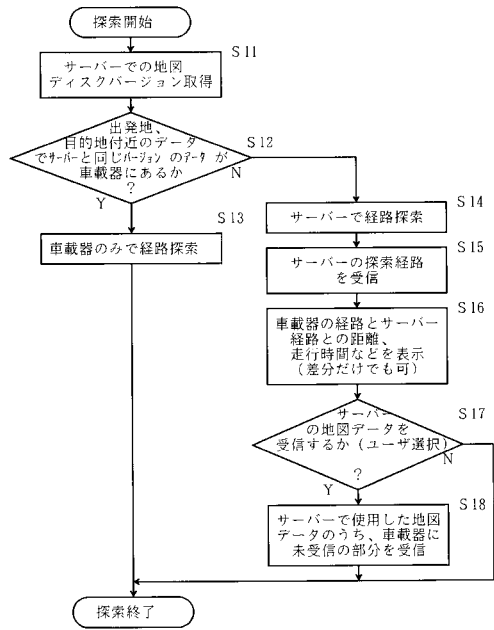 探索開始
S11
サーバーでの地図
ディスクバージョン取得
出発地、
目的地付近のデータ
でｻｰﾊﾞｰと同じﾊﾞｰｼﾞｮﾝ のﾃﾞｰﾀ が
車載器にあるか
?
S12
N
Y
S13
車載器のみで経路探索
S14
サーバーで経路探索
S15
サーバーの探索経路
を受信
S16
車載器の経路とサーバー
経路との距離、
走行時間などを表示
(差分だけでも可)
S17
サーバー
の地図データを
受信するか(ユーザ選択)
?
N
Y
S18
サーバーで使用した地図
データのうち、車載器に
未受信の部分を受信
探索終了